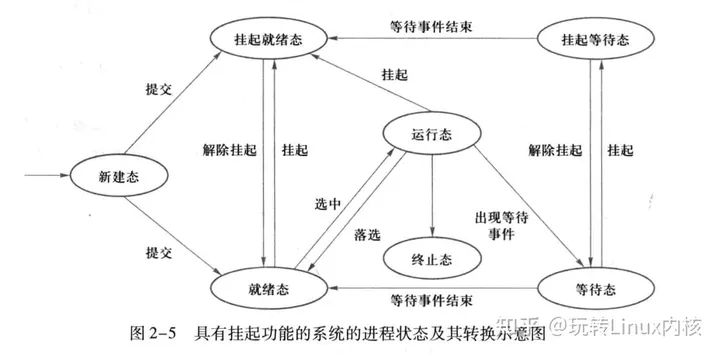 等待事件结束
挂起就绪态
挂起等待态
挂起
提交
运行态
解除挂起
挂起
解除挂起
挂起
新建态
选中
落选
出现等待
事件
提交
终止态
就绪态
等待态
等待事件结束
知乎 @玩转Linux内核
图 2-5 具有挂起功能的系统的进程状态及其转换示意图